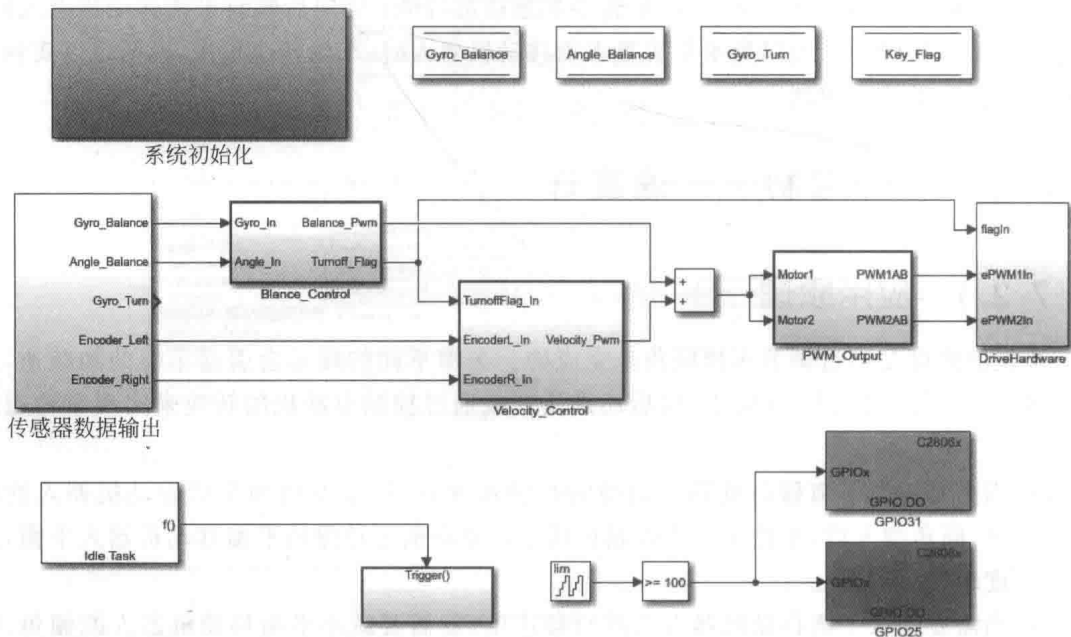 Gyro_Balance
Angle_Balance
Gyro_Turn
Key_Flag
系统初始化
Gyro_Balance
Angle_Balance
Gyro_Turn
Encoder_Left
Encoder_Right
传感器数据输出
Gyro_In
Angle_In
Balance_Pwm
Turnoff_Flag
Blance_Control
TurnoffFlag_In
EncoderL_In
EncoderR_In
Velocity_Pwm
Velocity_Control
+
+
Motor1
Motor2
PWM1AB
PWM2AB
PWM_Output
flagIn
ePWM1In
ePWM2In
DriveHardware
f()
Idle Task
Trigger()
lim
>= 100
C2806x
GPIOx
GPIO DO
GPIO31
C2806x
GPIOx
GPIO DO
GPIO25